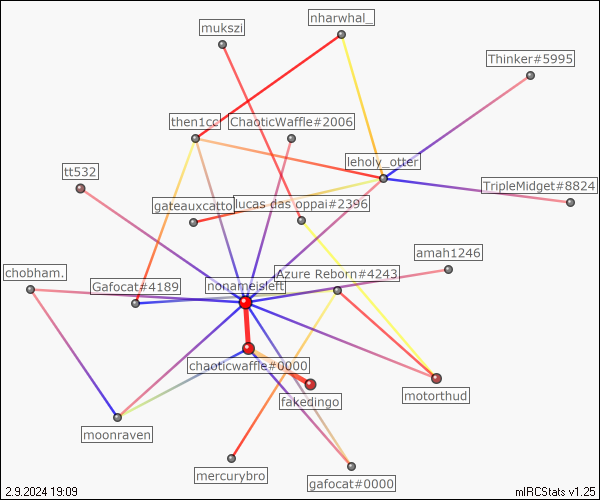 nharwhal_
mukszi
Thinker#5995
then1cc
ChaoticWaffle#2006
leholy_otter
tt532
TripleMidget#8824
gateauxcatto
lucas das oppai#2396
amah1246
chobham.
Azure Reborn#4243
Gafocat#4189
nonameisleft
chaoticwaffle#0000
motorthud
fakedingo
moonraven
mercurybro
gafocat#0000
2.9.2024 19:09
mIRCStats v1.25